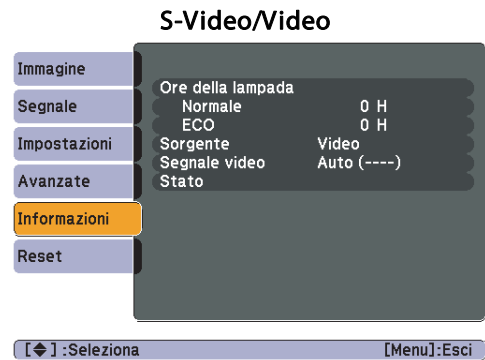 S-Video/Video
Immagine
Segnale
Impostazioni
Avanzate
Informazioni
Reset
Ore della lampada
Normale 0 H
ECO 0 H
Sorgente Video
Segnale video Auto (----)
Stato
[◆] :Seleziona [Menu]:Esci